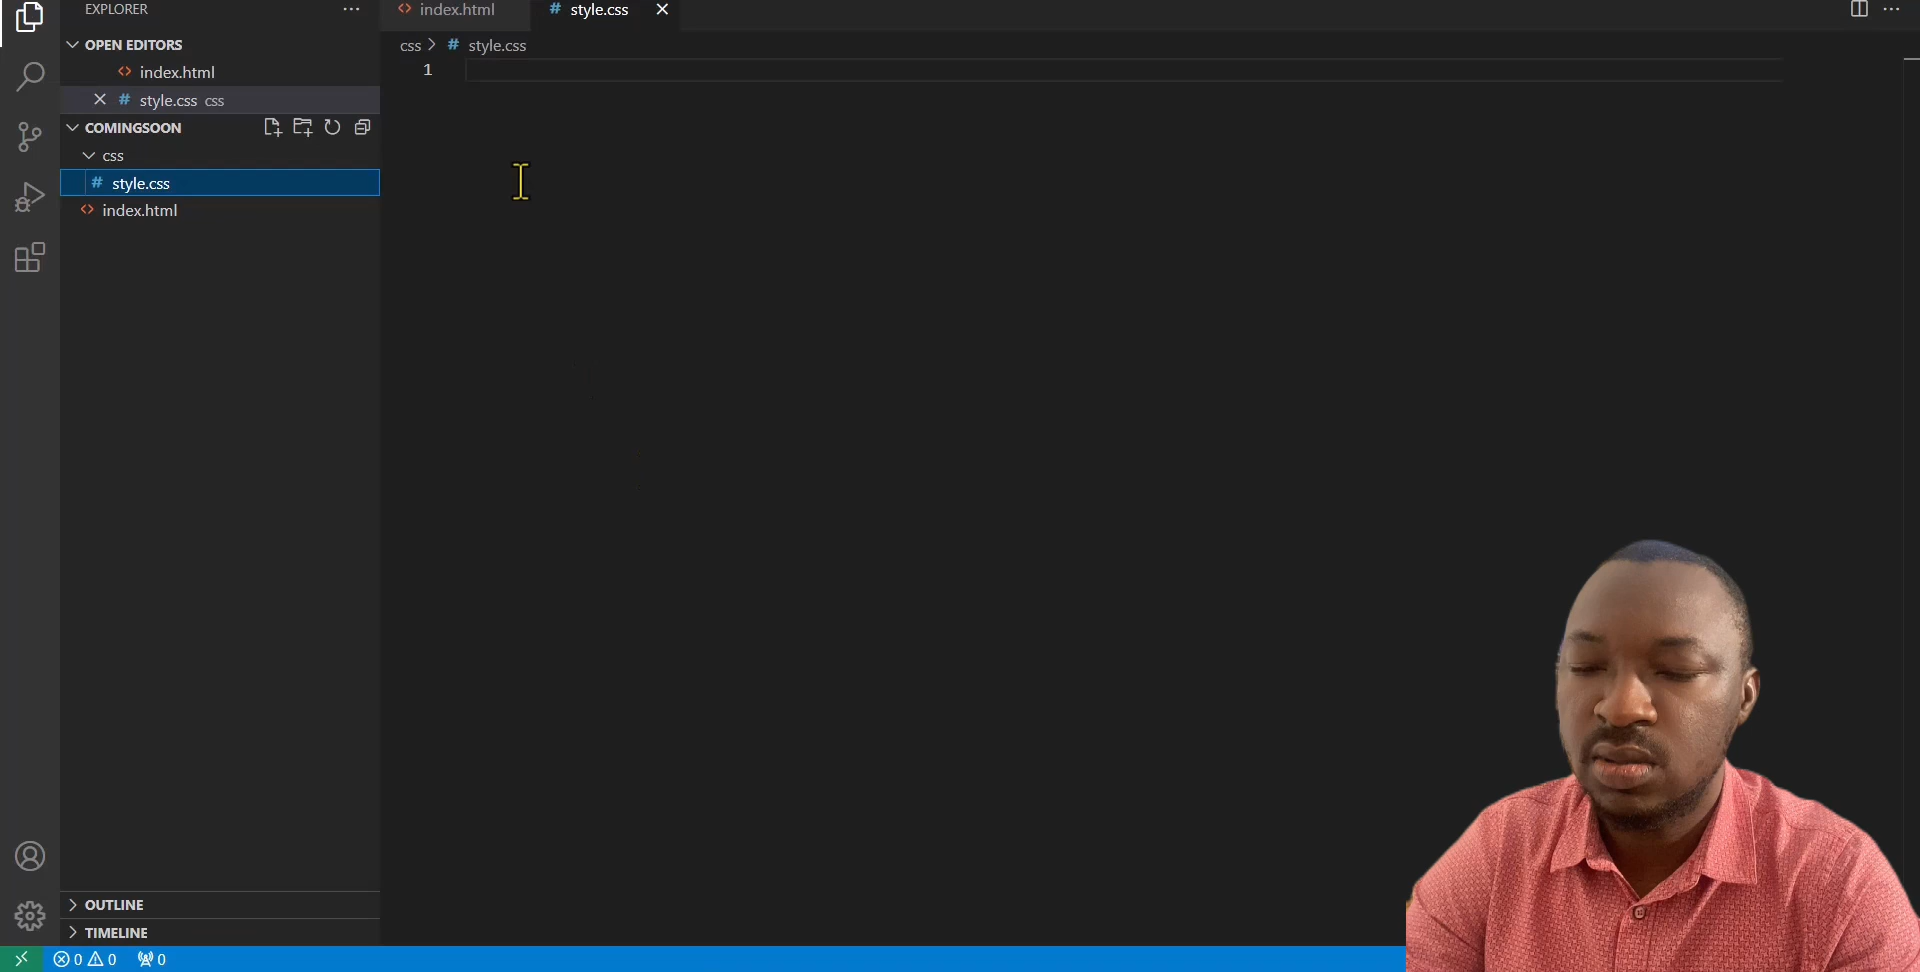 EXPLORER
index.html
# style.css
OPEN EDITORS
css > # style.css
index.html
1
# style.css css
COMINGSOON
css
# style.css
index.html
OUTLINE
TIMELINE
0 0 0